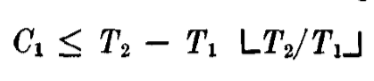 C₁ ≤ T₂ − T₁ ⌊T₂/T₁⌋